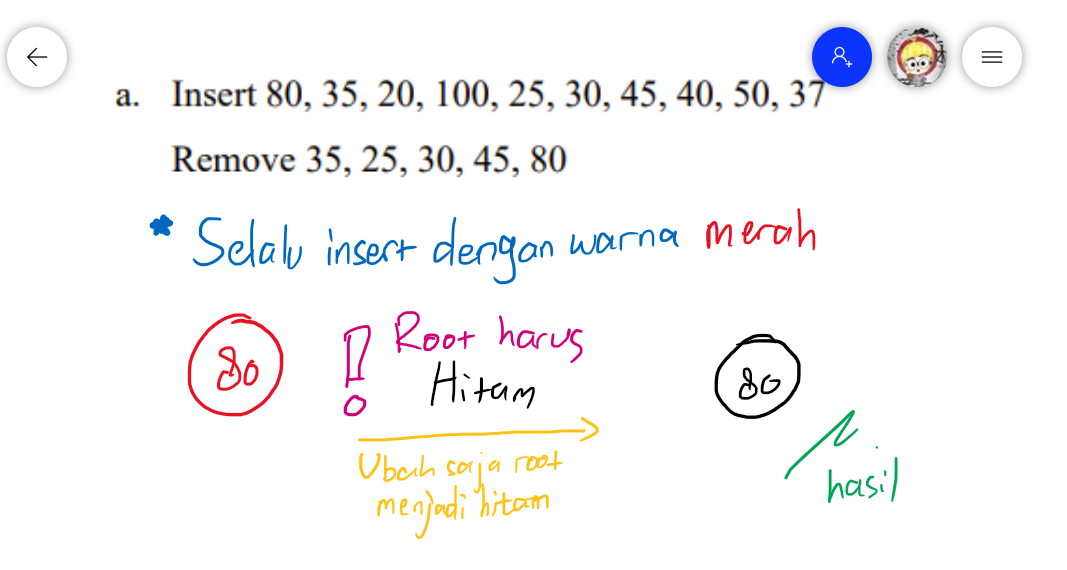 a. Insert 80, 35, 20, 100, 25, 30, 45, 40, 50, 37
Remove 35, 25, 30, 45, 80
* Selalu insert dengan warna merah
80
! Root harus
Hitam
80
Ubah saja root
menjadi hitam
hasil